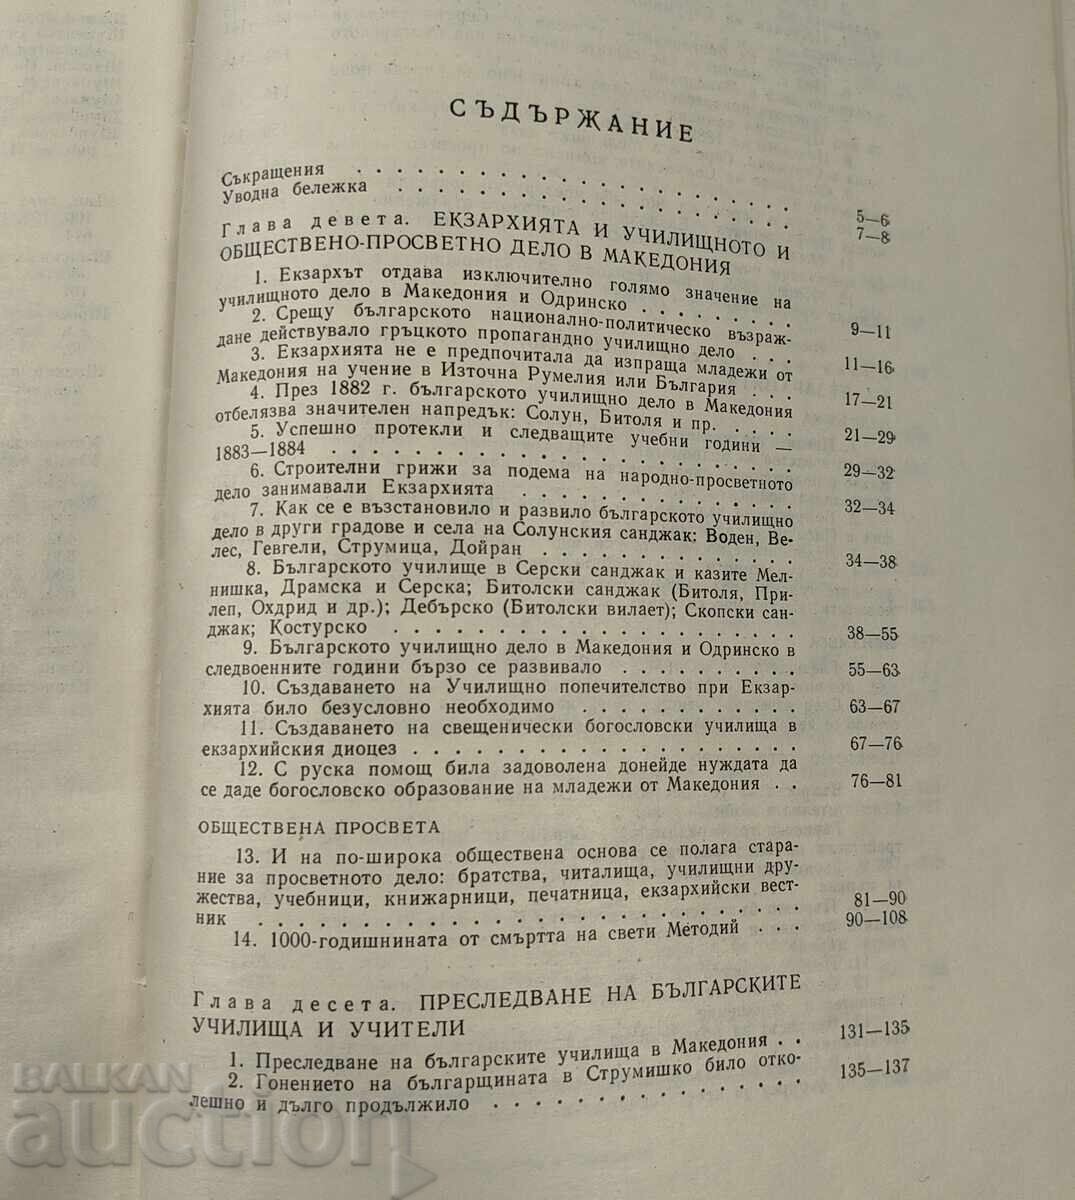 СЪДЪРЖАНИЕ
Съкращения . . . . . . . . . . . . . . . . . . . 5—6
Уводна бележка . . . . . . . . . . . . . . . . . 7—8
Глава девета. ЕКЗАРХИЯТА И УЧИЛИЩНОТО И
ОБЩЕСТВЕНО-ПРОСВЕТНО ДЕЛО В МАКЕДОНИЯ
1. Екзархът отдава изключително голямо значение на
училищното дело в Македония и Одринско . . . . . . . . . 9—11
2. Срещу българското национално-политическо възраж-
дане действувало гръцкото пропагандно училищно дело . . . 11—16
3. Екзархията не е предпочитала да изпраща младежи от
Македония на учение в Източна Румелия или България . . . 17—21
4. През 1882 г. българското училищно дело в Македония
отбелязва значителен напредък: Солун, Битоля и пр. . . . . 21—29
5. Успешно протекли и следващите учебни години —
1883—1884 . . . . . . . . . . . . . . . . . . . . 29—32
6. Строителни грижи за подема на народно-просветното
дело занимавали Екзархията . . . . . . . . . . . . . 32—34
7. Как се е възстановило и развило българското училищно
дело в други градове и села на Солунския санджак: Воден, Ве-
лес, Гевгели, Струмица, Дойран . . . . . . . . . . . . 34—38
8. Българското училище в Серски санджак и казите Мел-
нишка, Драмска и Серска; Битолски санджак (Битоля, При-
леп, Охдрид и др.); Дебърско (Битолски вилает); Скопски сан-
джак; Костурско . . . . . . . . . . . . . . . . . 38—55
9. Българското училищно дело в Македония и Одринско в
следвоенните години бързо се развивало . . . . . . . . . 55—63
10. Създаването на Училищно попечителство при Екзар-
хията било безусловно необходимо . . . . . . . . . . . 63—67
11. Създаването на свещенически богословски училища в
екзархийския диоцез . . . . . . . . . . . . . . . . 67—76
12. С руска помощ била задоволена донейде нуждата да
се даде богословско образование на младежи от Македония . . 76—81
ОБЩЕСТВЕНА ПРОСВЕТА
13. И на по-широка обществена основа се полага стара-
ние за просветното дело: братства, читалища, училищни дру-
жества, учебници, книжарници, печатница, екзархийски вест-
ник . . . . . . . . . . . . . . . . . . . . . . 81—90
14. 1000-годишнината от смъртта на свети Методий . . . 90—108
Глава десета. ПРЕСЛЕДВАНЕ НА БЪЛГАРСКИТЕ
УЧИЛИЩА И УЧИТЕЛИ
1. Преследване на българските училища в Македония . . 131—135
2. Гонението на българщината в Струмишко било отко-
лешно и дълго продължило . . . . . . . . . . . . . . 135—137
BALKAN
auction